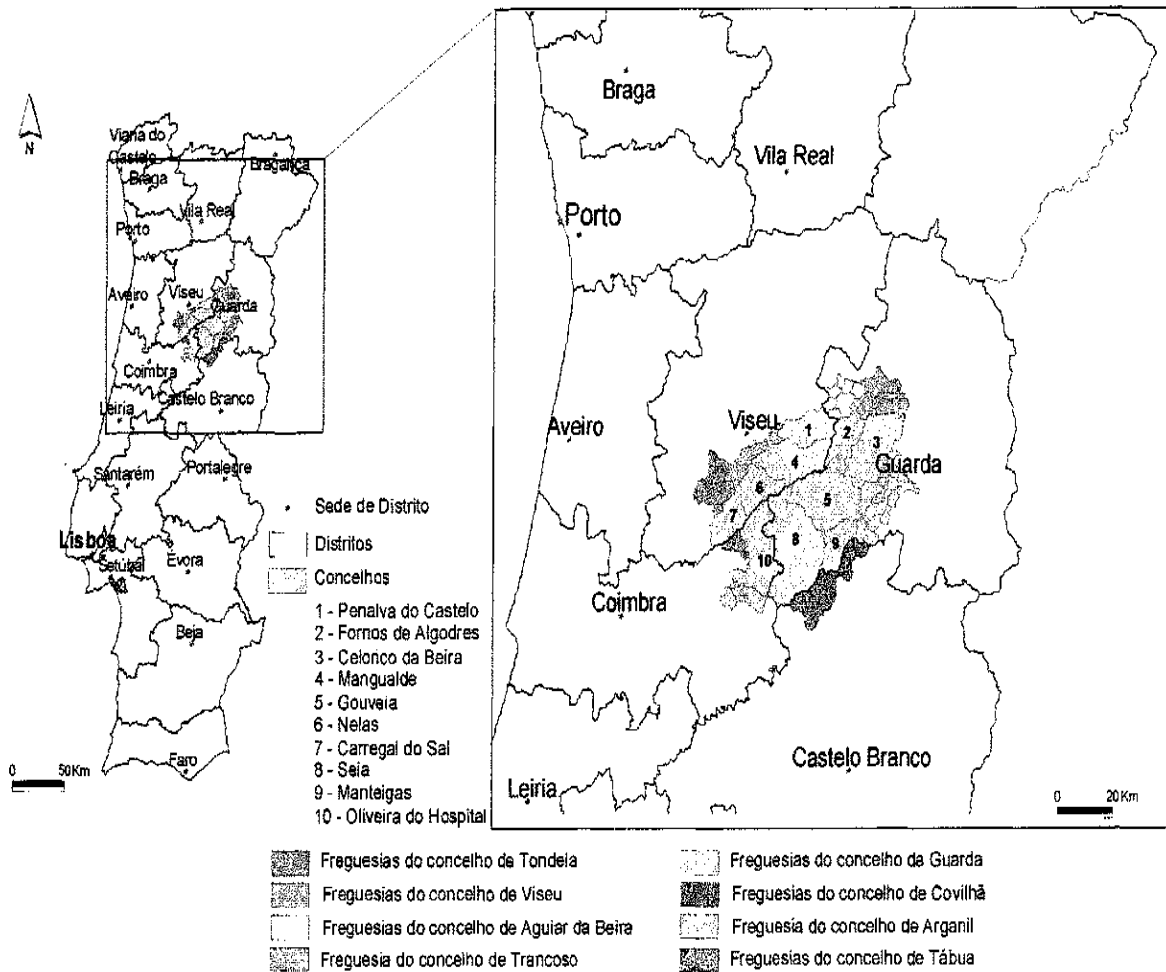 N
Viana do
Castelo
Braga
Bragança
Vila Real
Porto
Aveiro
Viseu
Guarda
Coimbra
Castelo Branco
Leiria
Santarém
Portalegre
Lisboa
Setúbal
Évora
Beja
Faro
0 50Km
Sede de Distrito
Distritos
Concelhos
1 - Penalva do Castelo
2 - Fornos de Algodres
3 - Celorico da Beira
4 - Mangualde
5 - Gouveia
6 - Nelas
7 - Carregal do Sal
8 - Seia
9 - Manteigas
10 - Oliveira do Hospital
Braga
Vila Real
Porto
Aveiro
Viseu
Guarda
1
2
3
4
5
6
7
8
9
10
Coimbra
Castelo Branco
Leiria
0 20Km
Freguesias do concelho de Tondela
Freguesias do concelho de Viseu
Freguesias do concelho de Aguiar da Beira
Freguesia do concelho de Trancoso
Freguesias do concelho da Guarda
Freguesias do concelho de Covilhã
Freguesia do concelho de Arganil
Freguesias do concelho de Tábua